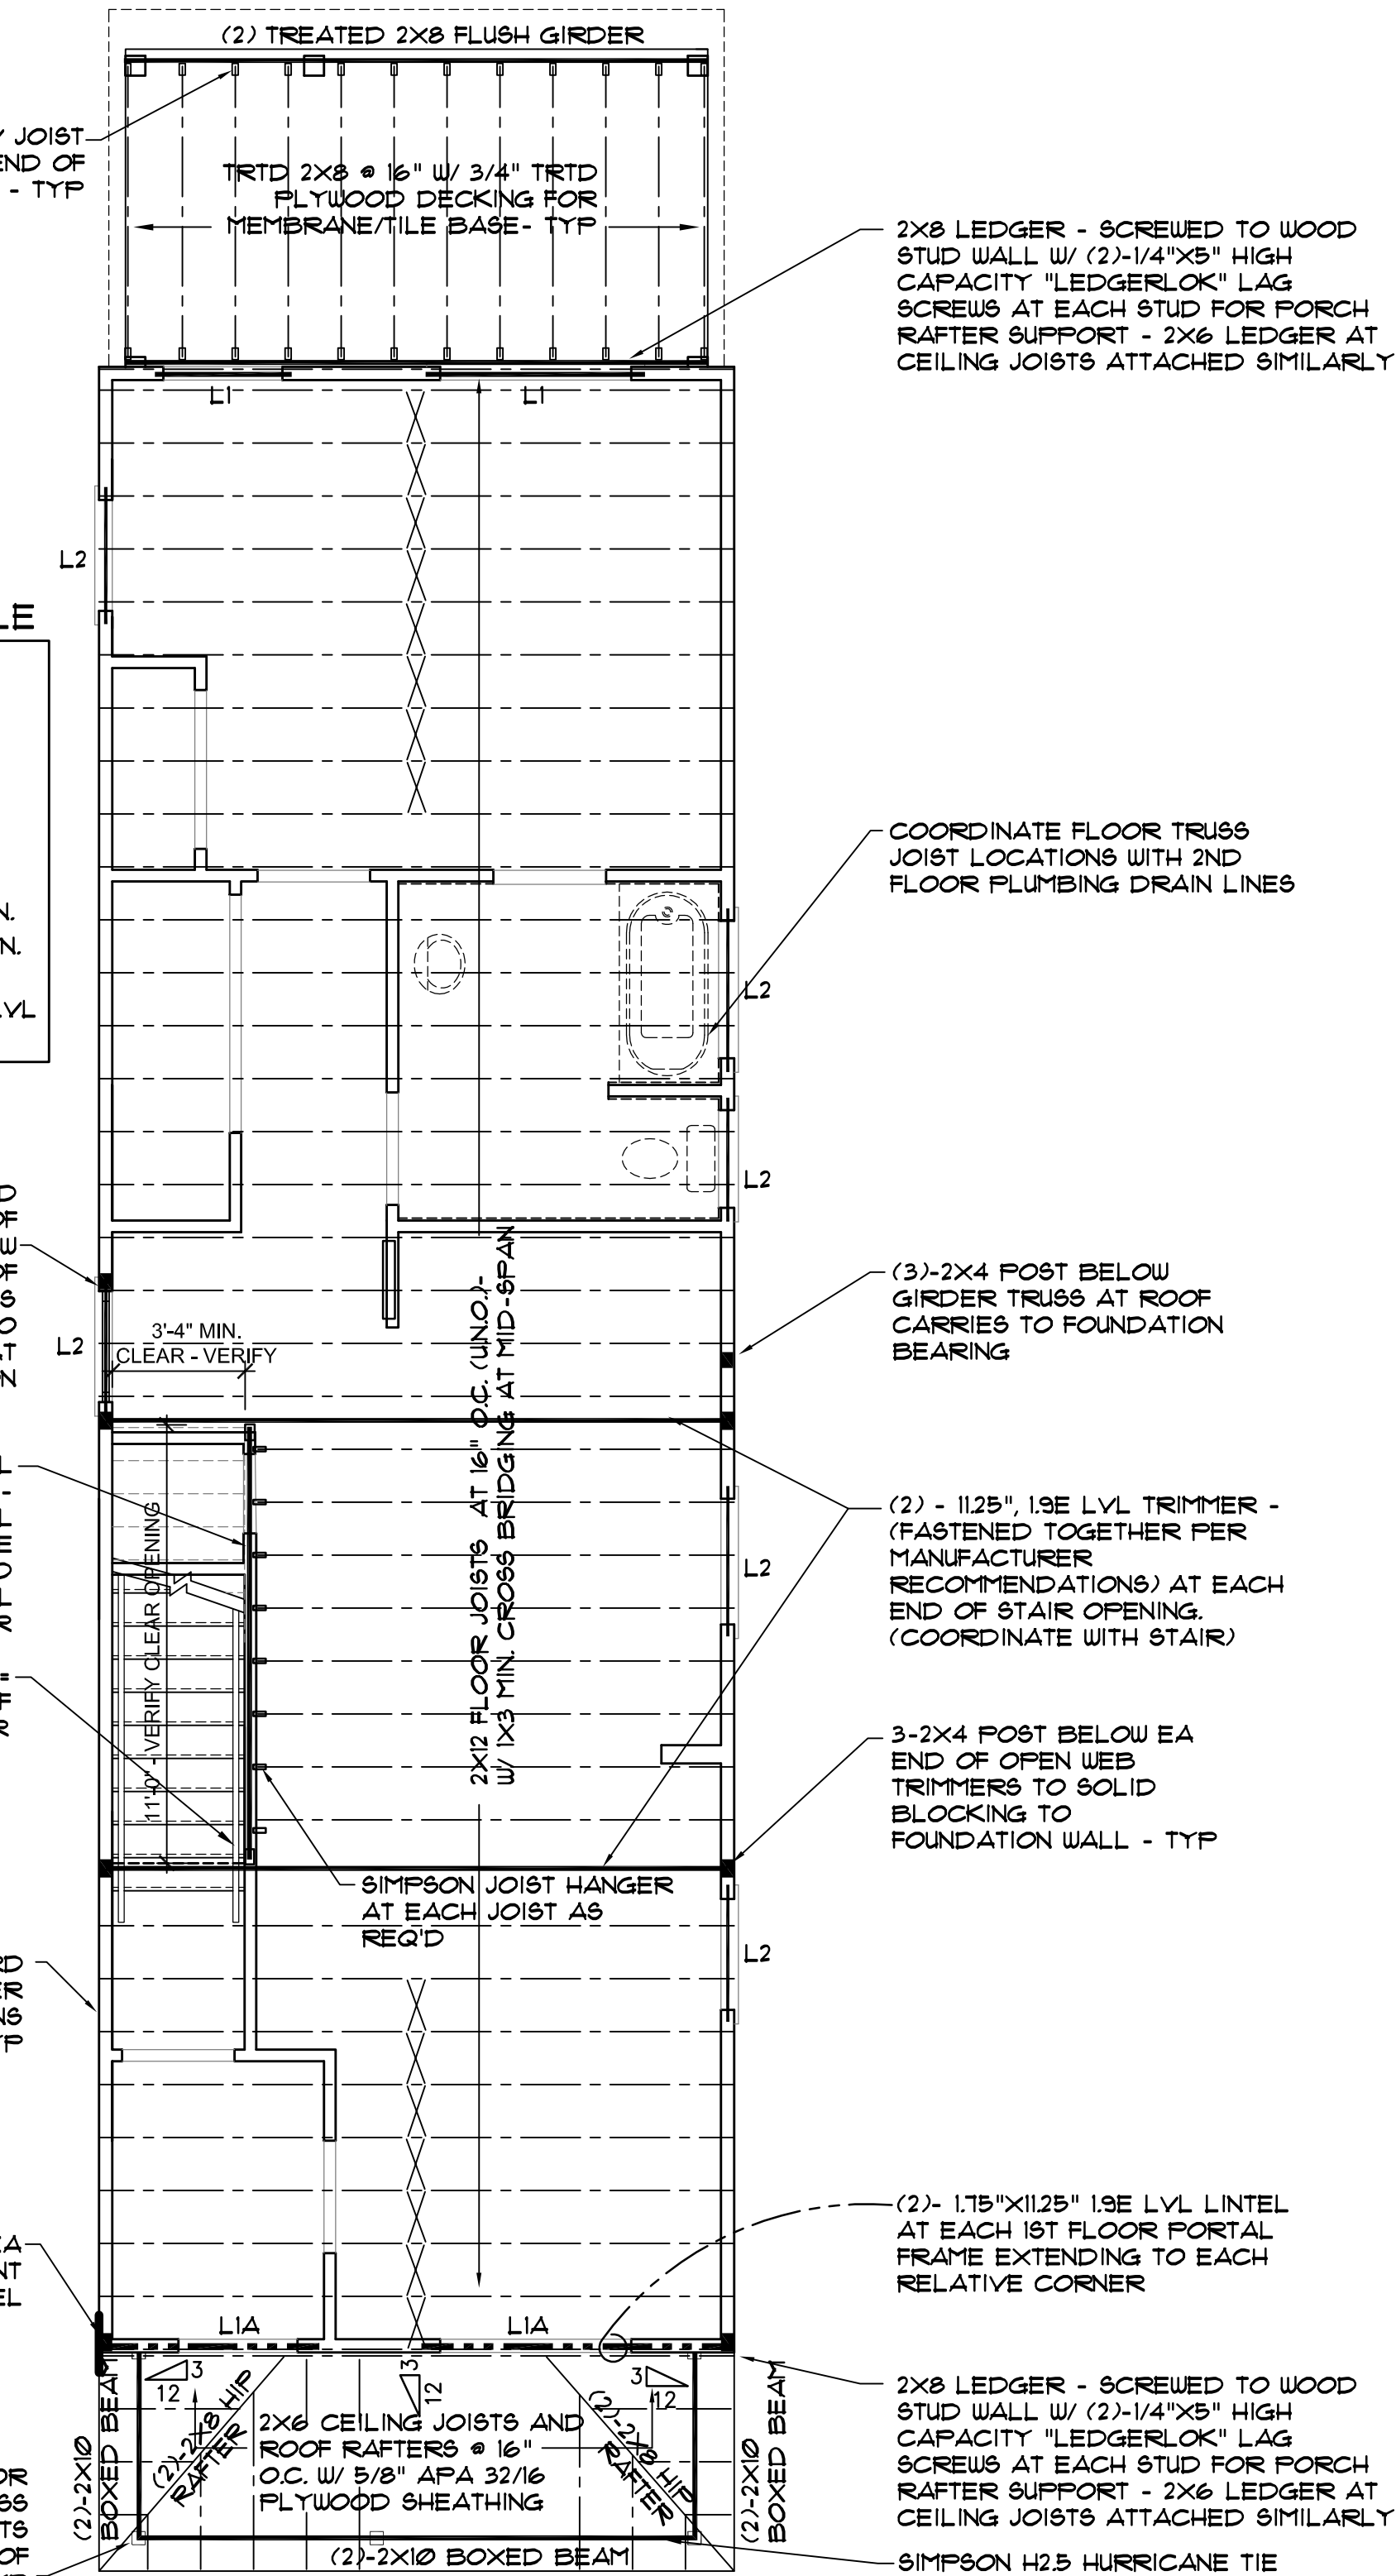 (2) TREATED 2X8 FLUSH GIRDER
JOIST
END OF
- TYP
TRTD 2X8 @ 16" W/ 3/4" TRTD
PLYWOOD DECKING FOR
MEMBRANE/TILE BASE- TYP
2X8 LEDGER - SCREWED TO WOOD
STUD WALL W/ (2)-1/4"X5" HIGH
CAPACITY "LEDGERLOK" LAG
SCREWS AT EACH STUD FOR PORCH
RAFTER SUPPORT - 2X6 LEDGER AT
CEILING JOISTS ATTACHED SIMILARLY
L1
L1
L2
LE
N.
N.
LVL
COORDINATE FLOOR TRUSS
JOIST LOCATIONS WITH 2ND
FLOOR PLUMBING DRAIN LINES
L2
L2
(3)-2X4 POST BELOW
GIRDER TRUSS AT ROOF
CARRIES TO FOUNDATION
BEARING
L2
3'-4" MIN.
CLEAR - VERIFY
2X12 FLOOR JOISTS AT 16" O.C. (U.N.O.)-
W/ 1X3 MIN. CROSS BRIDGING AT MID-SPAN
11'-0" - VERIFY CLEAR OPENING
(2) - 11.25", 1.9E LVL TRIMMER -
(FASTENED TOGETHER PER
MANUFACTURER
RECOMMENDATIONS) AT EACH
END OF STAIR OPENING.
(COORDINATE WITH STAIR)
L2
3-2X4 POST BELOW EA
END OF OPEN WEB
TRIMMERS TO SOLID
BLOCKING TO
FOUNDATION WALL - TYP
SIMPSON JOIST HANGER
AT EACH JOIST AS
REQ'D
L2
(2)- 1.75"X11.25" 1.9E LVL LINTEL
AT EACH 1ST FLOOR PORTAL
FRAME EXTENDING TO EACH
RELATIVE CORNER
EA
L1A
L1A
3
12
3
12
3
12
(2)-2X10
BOXED BEAM
(2)-2X8 HIP
RAFTER
2X6 CEILING JOISTS AND
ROOF RAFTERS @ 16"
O.C. W/ 5/8" APA 32/16
PLYWOOD SHEATHING
(2)-2X8 HIP
RAFTER
(2)-2X10
BOXED BEAM
2X8 LEDGER - SCREWED TO WOOD
STUD WALL W/ (2)-1/4"X5" HIGH
CAPACITY "LEDGERLOK" LAG
SCREWS AT EACH STUD FOR PORCH
RAFTER SUPPORT - 2X6 LEDGER AT
CEILING JOISTS ATTACHED SIMILARLY
OF
(2)-2X10 BOXED BEAM
SIMPSON H2.5 HURRICANE TIE